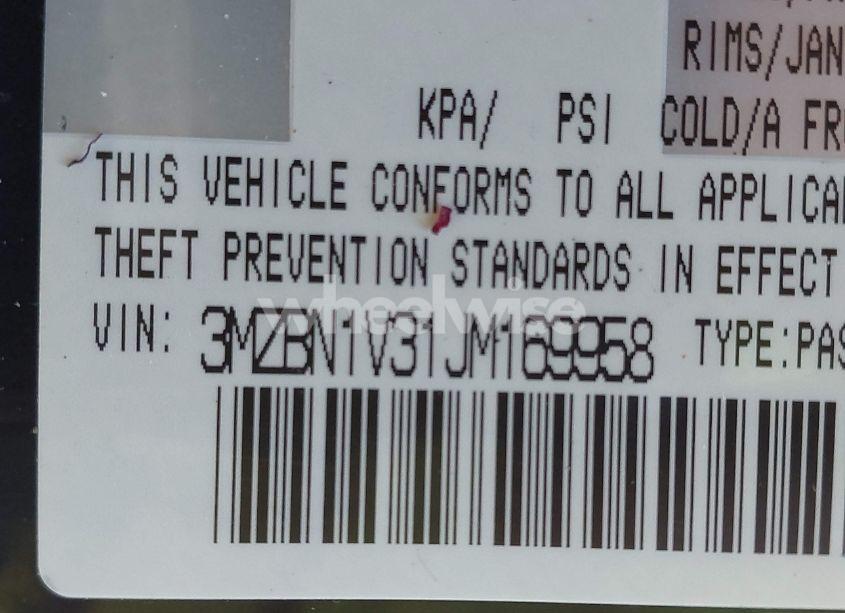 RIMS/JAN
KPA/ PSI COLD/A FR
THIS VEHICLE CONFORMS TO ALL APPLICA
THEFT PREVENTION STANDARDS IN EFFECT
wheelwise
VIN: 3MZBN1V31JM169958 TYPE:PAS